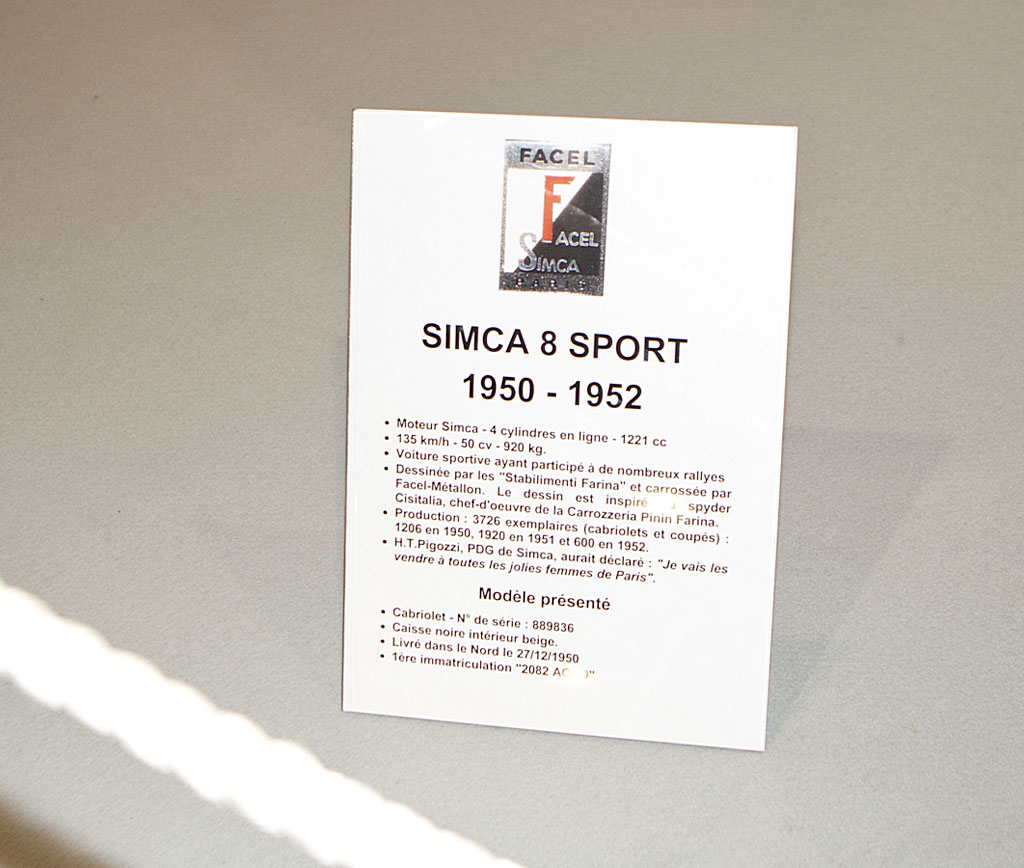 FACEL
FACEL
SIMCA
PARIS
SIMCA 8 SPORT
1950 - 1952
• Moteur Simca - 4 cylindres en ligne - 1221 cc
• 135 km/h - 50 cv - 920 kg.
• Voiture sportive ayant participé à de nombreux rallyes
• Dessinée par les "Stabilimenti Farina" et carrossée par
Facel-Métallon. Le dessin est inspiré spyder
Cisitalia, chef-d'oeuvre de la Carrozzeria Pinin Farina.
• Production : 3726 exemplaires (cabriolets et coupés) :
1206 en 1950, 1920 en 1951 et 600 en 1952.
• H.T.Pigozzi, PDG de Simca, aurait déclaré : "Je vais les
vendre à toutes les jolies femmes de Paris".
Modèle présenté
• Cabriolet - N° de série : 889836
• Caisse noire intérieur beige.
• Livré dans le Nord le 27/12/1950
• 1ère immatriculation "2082